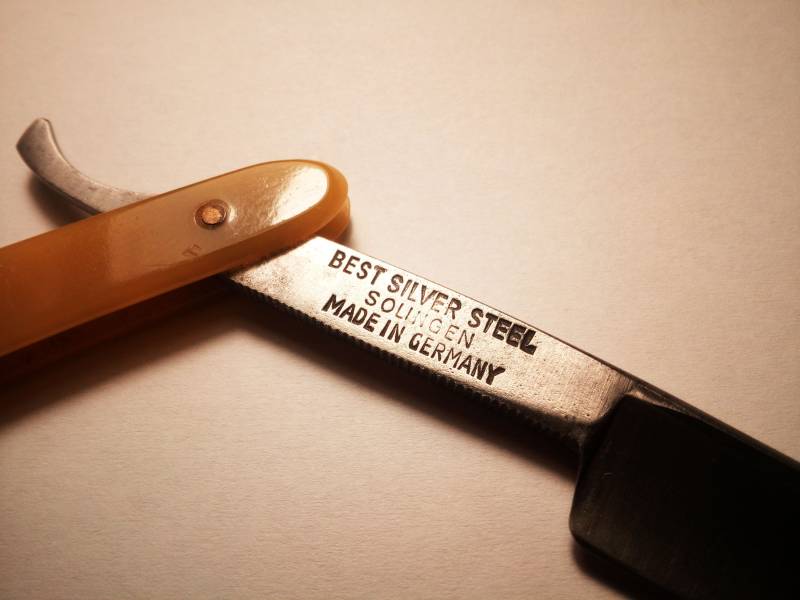 BEST SILVER STEEL
SOLINGEN
MADE IN GERMANY